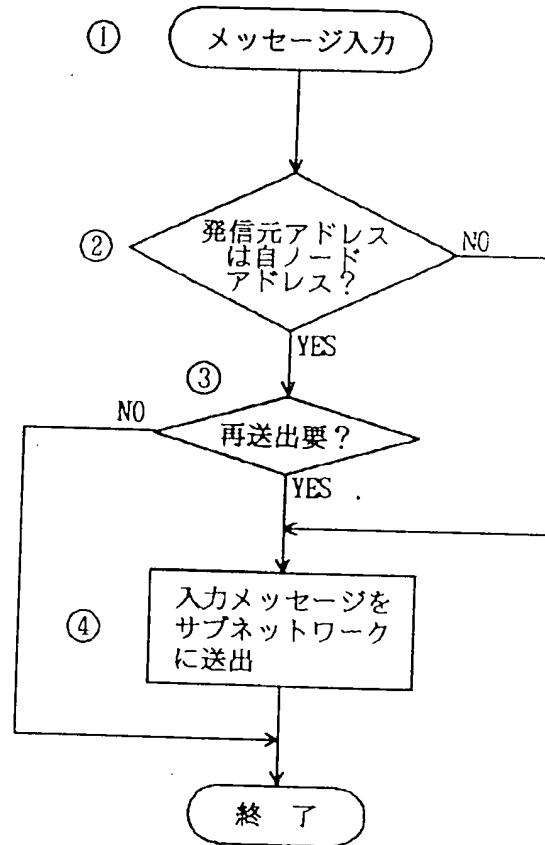 ① メッセージ入力
② 発信元アドレス
は自ノード
アドレス？
NO
YES
③
NO
再送出要？
YES
④ 入力メッセージを
サブネットワーク
に送出
終 了